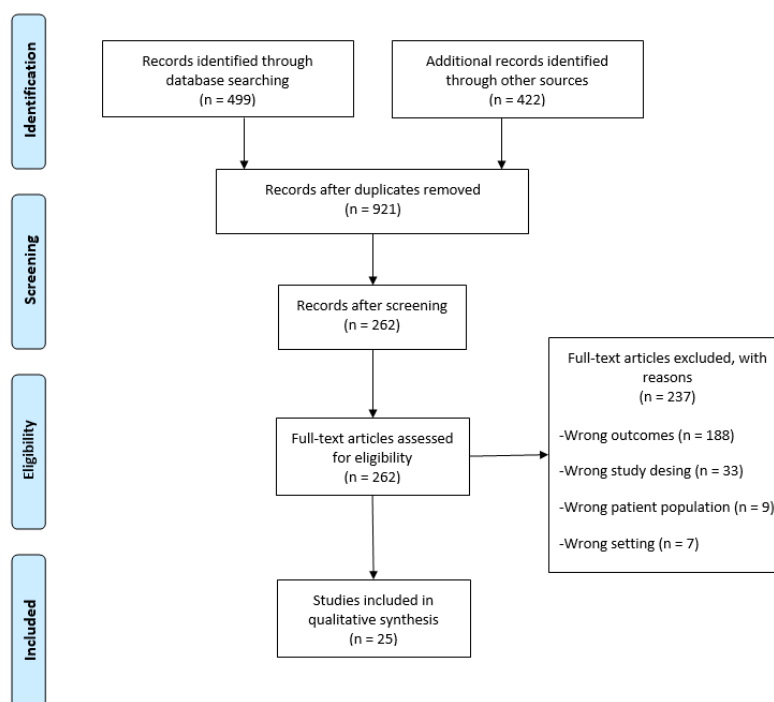 Identification
Records identified through
database searching
(n = 499)
Additional records identified
through other sources
(n = 422)
Records after duplicates removed
(n = 921)
Screening
Records after screening
(n = 262)
Eligibility
Full-text articles assessed
for eligibility
(n = 262)
Full-text articles excluded, with
reasons
(n = 237)
-Wrong outcomes (n = 188)
-Wrong study desing (n = 33)
-Wrong patient population (n = 9)
-Wrong setting (n = 7)
Included
Studies included in
qualitative synthesis
(n = 25)